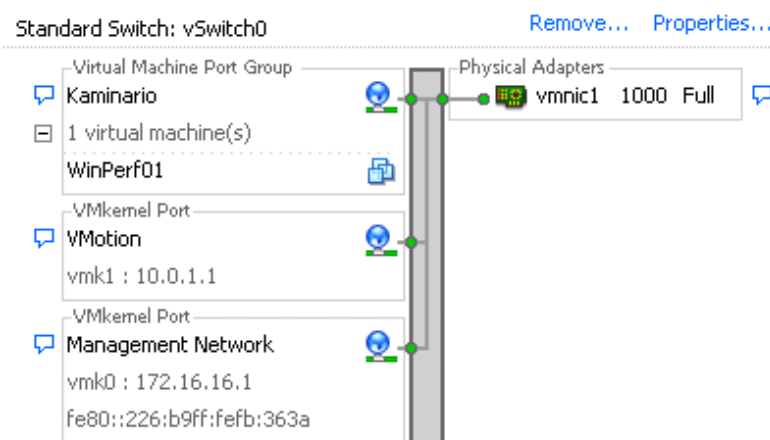 Standard Switch: vSwitch0 Remove... Properties...
Virtual Machine Port Group
Kaminario
1 virtual machine(s)
WinPerf01
Physical Adapters
vmnic1 1000 Full
VMkernel Port
VMotion
vmk1 : 10.0.1.1
VMkernel Port
Management Network
vmk0 : 172.16.16.1
fe80::226:b9ff:fefb:363a